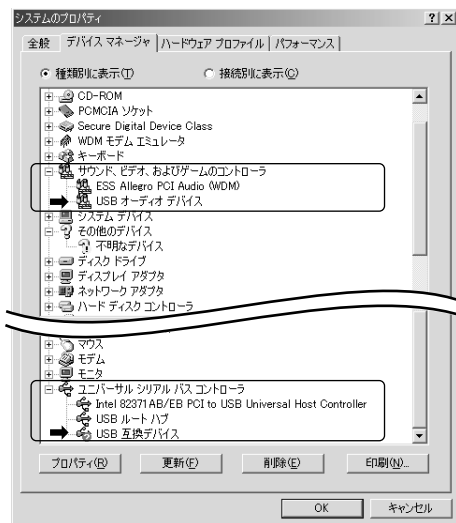 システムのプロパティ
全般 デバイス マネージャ ハードウェア プロファイル パフォーマンス
種類別に表示(T) 接続別に表示(C)
CD-ROM
PCMCIA ソケット
Secure Digital Device Class
WDM モデム エミュレータ
キーボード
サウンド、ビデオ、およびゲームのコントローラ
ESS Allegro PCI Audio (WDM)
USB オーディオ デバイス
システム デバイス
その他のデバイス
不明なデバイス
ディスク ドライブ
ディスプレイ アダプタ
ネットワーク アダプタ
ハード ディスク コントローラ
マウス
モデム
モニタ
ユニバーサル シリアル バス コントローラ
Intel 82371AB/EB PCI to USB Universal Host Controller
USB ルート ハブ
USB 互換デバイス
プロパティ(R) 更新(F) 削除(E) 印刷(N)...
OK キャンセル